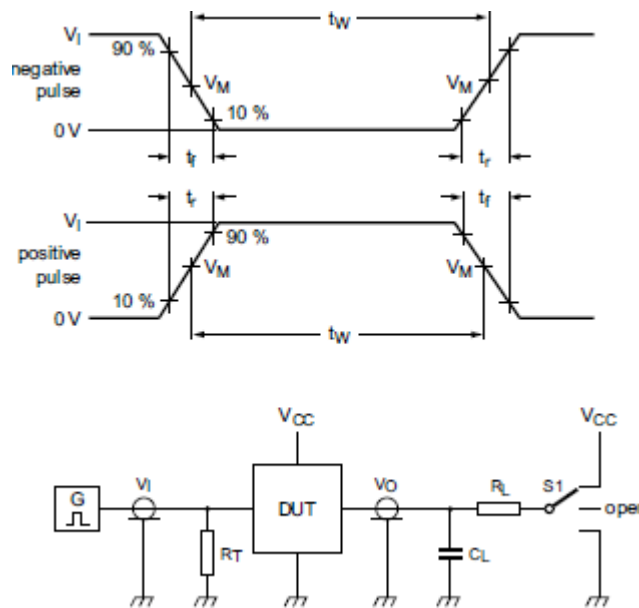 VI
tW
90 %
negative
pulse
VM
VM
10 %
0 V
tf
tr
tr
tf
VI
90 %
positive
pulse
VM
VM
10 %
0 V
tW
VCC
VCC
G
VI
DUT
VO
RL
S1
open
RT
CL